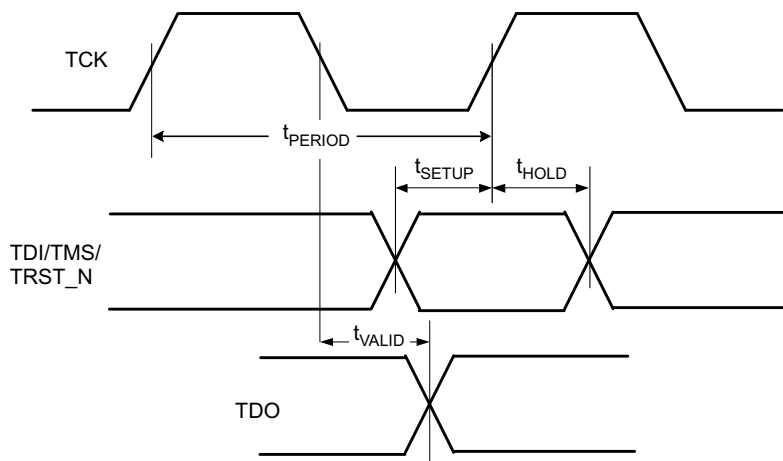 TCK
tPERIOD
tSETUP
tHOLD
TDI/TMS/
TRST_N
tVALID
TDO